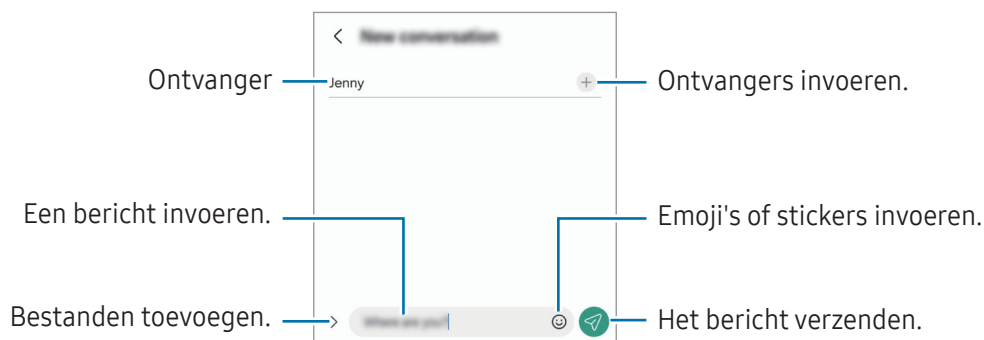 New conversation
Ontvanger
Jenny
Ontvangers invoeren.
Een bericht invoeren.
Emoji's of stickers invoeren.
Bestanden toevoegen.
Where are you?
Het bericht verzenden.